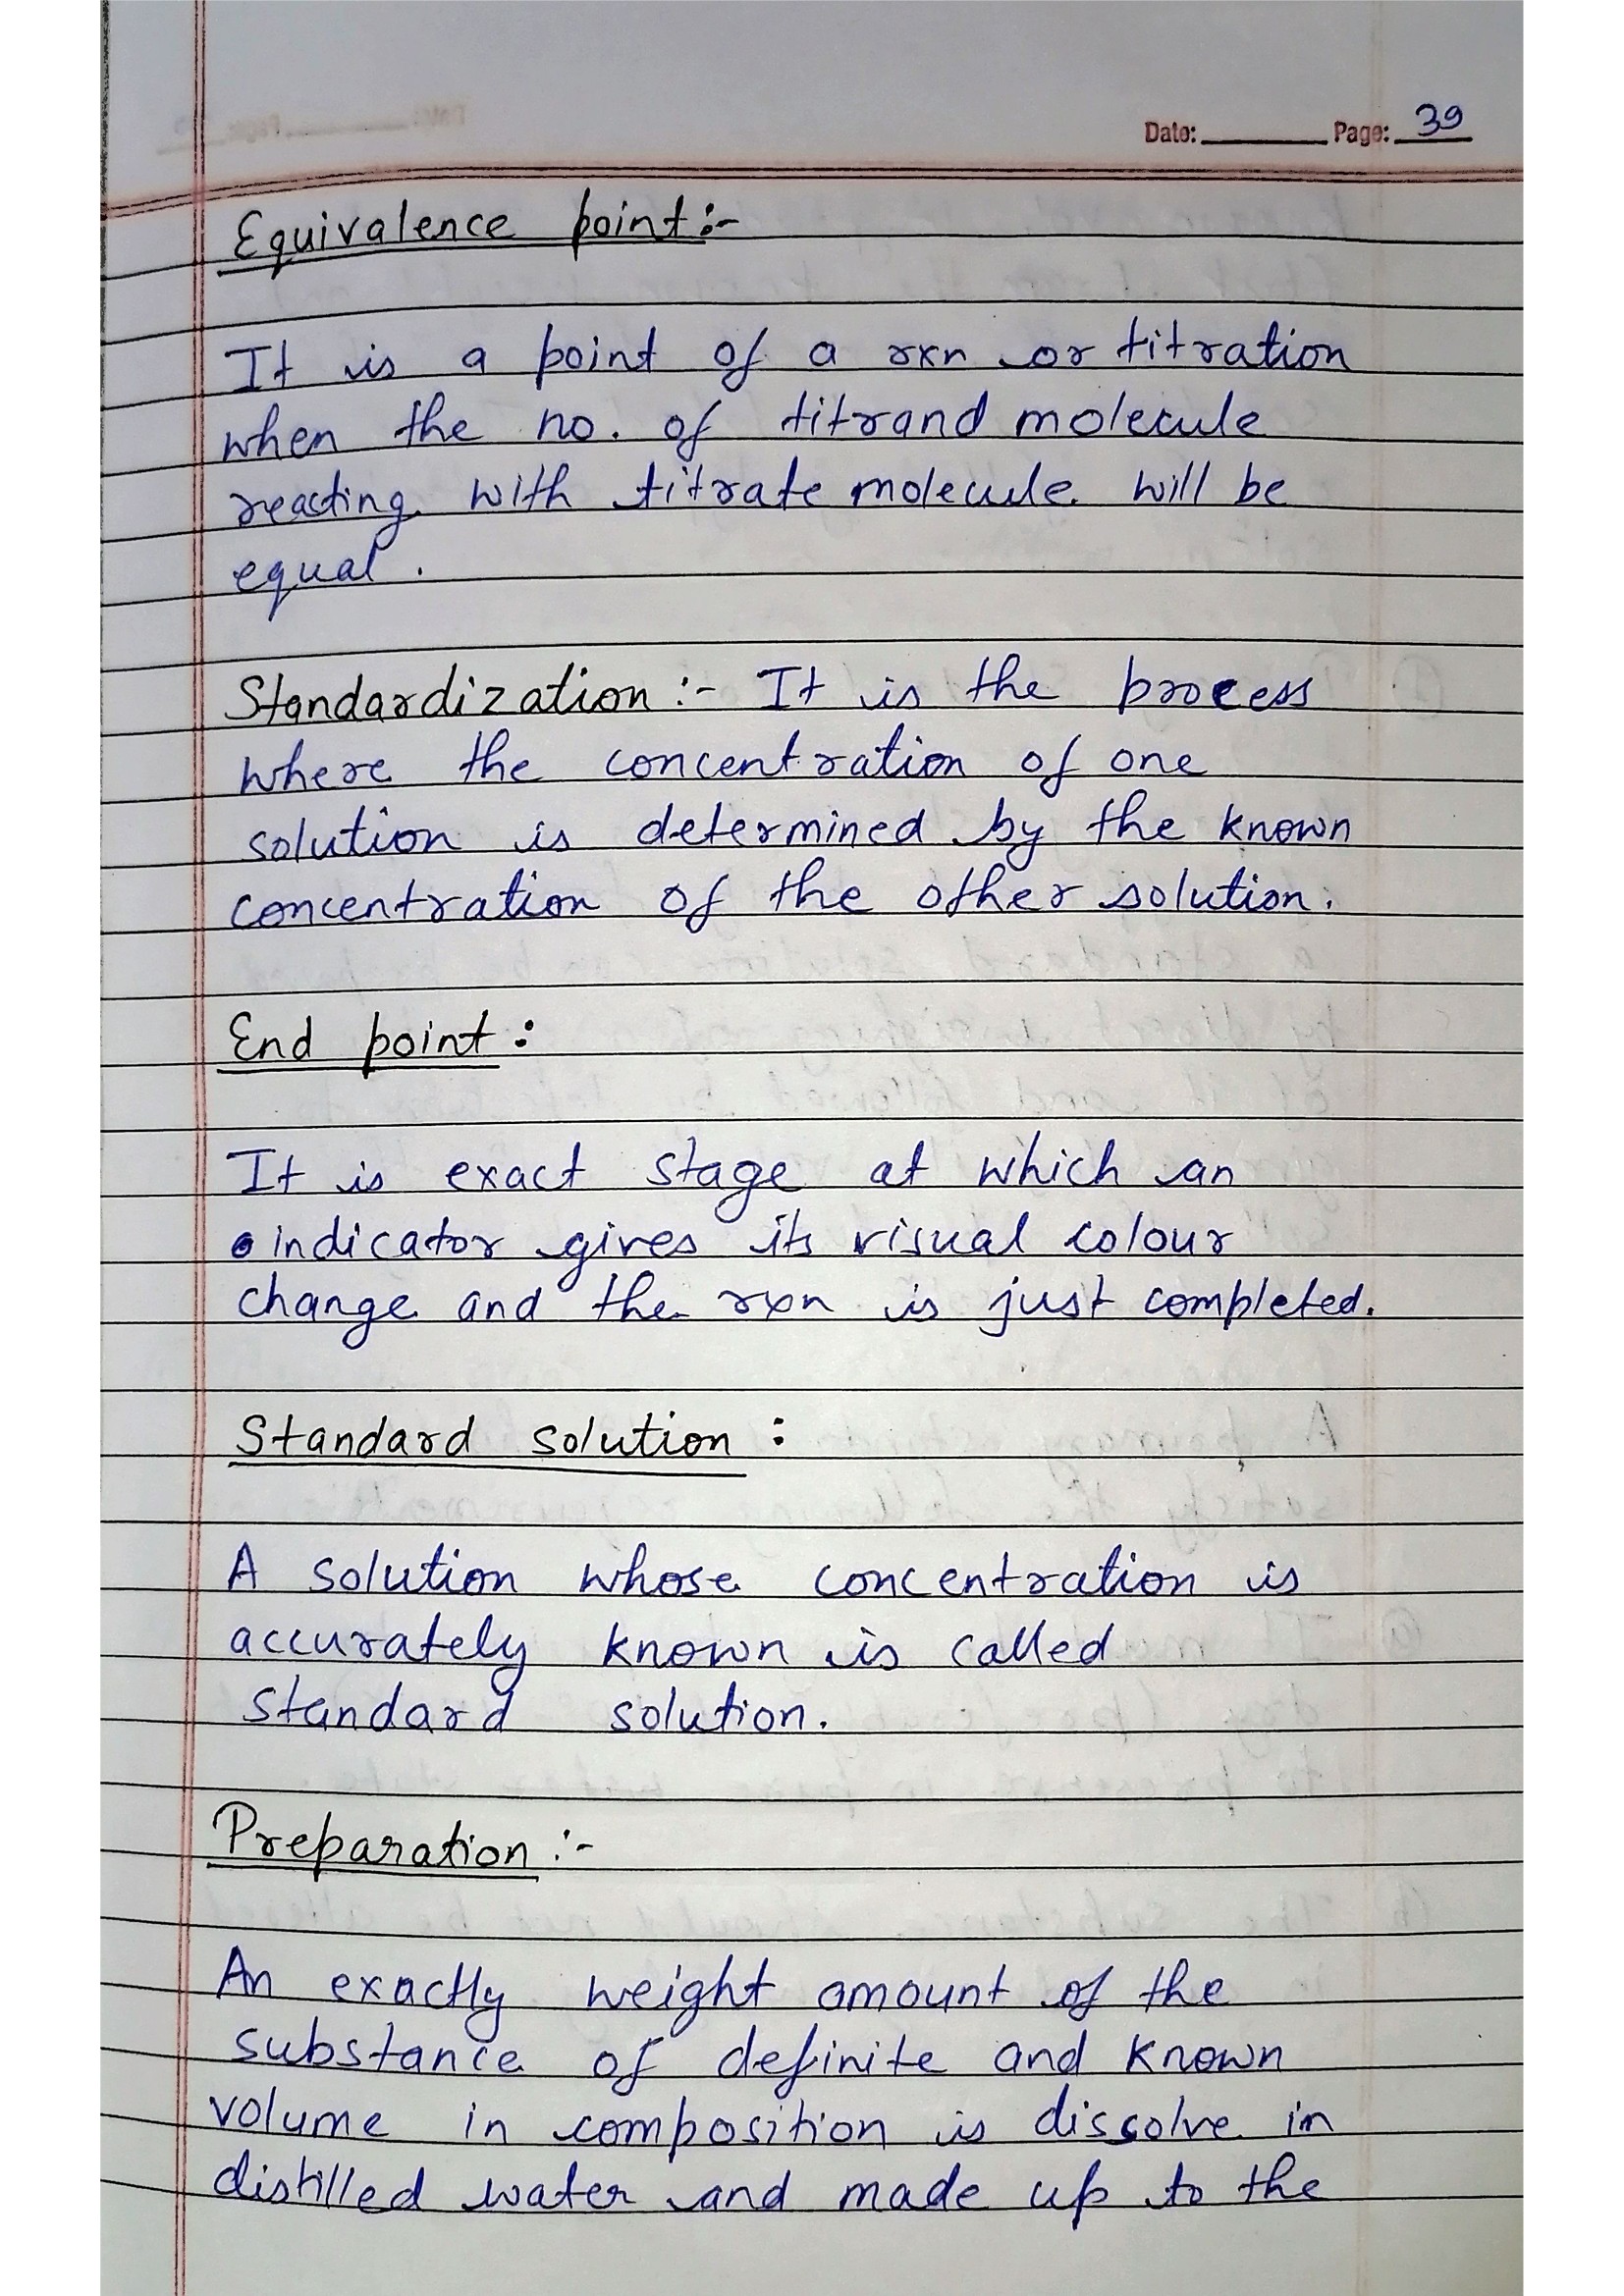 Date: Page: 39
Equivalence point:-
It is a point of a rxn or titration
when the no. of titrand molecule
reacting with titrate molecule will be
equal.
Standardization:- It is the process
where the concentration of one
solution is determined by the known
concentration of the other solution.
End point:
It is exact stage at which an
indicator gives its visual colour
change and the rxn is just completed.
Standard solution:
A solution whose concentration is
accurately known is called
standard solution.
Preparation:-
An exactly weight amount of the
substance of definite and known
volume in composition is dissolve in
distilled water and made up to the